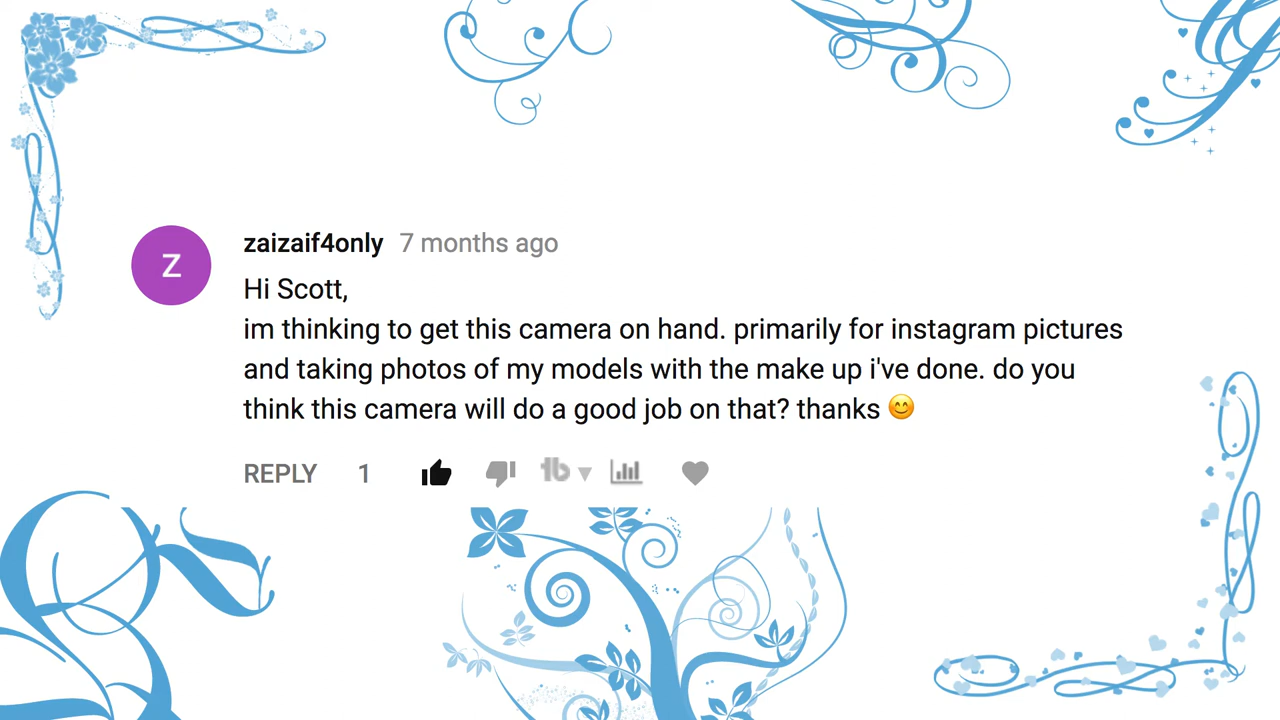 Z
zaizaif4only 7 months ago
Hi Scott,
im thinking to get this camera on hand. primarily for instagram pictures
and taking photos of my models with the make up i've done. do you
think this camera will do a good job on that? thanks 😊
REPLY 1
tb